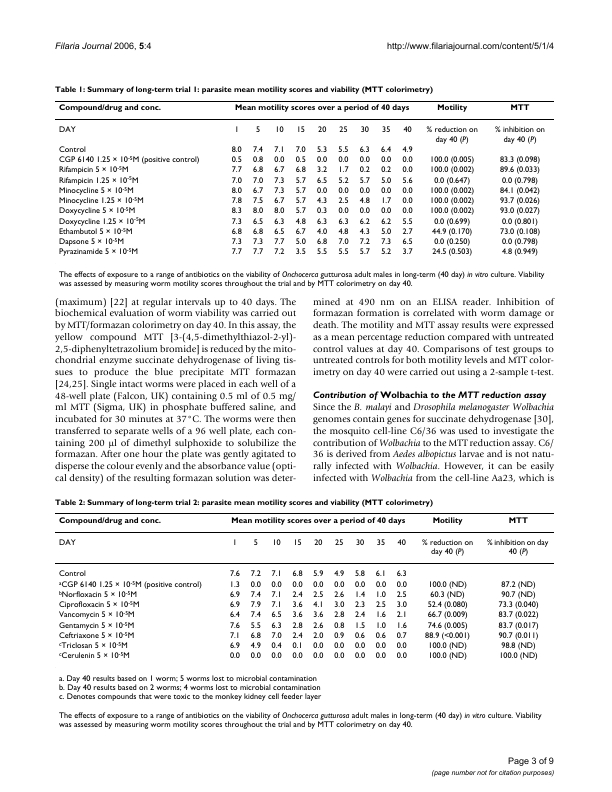 Filaria Journal 2006, 5:4 http://www.filariajournal.com/content/5/1/4
Table 1: Summary of long-term trial 1: parasite mean motility scores and viability (MTT colorimetry)
Compound/drug and conc. Mean motility scores over a period of 40 days Motility MTT
DAY 1 5 10 15 20 25 30 35 40 % reduction on day 40 (P) % inhibition on day 40 (P)
Control 8.0 7.4 7.1 7.0 5.3 5.5 6.3 6.4 4.9
CGP 6140 1.25 × 10-5M (positive control) 0.5 0.8 0.0 0.5 0.0 0.0 0.0 0.0 0.0 100.0 (0.005) 83.3 (0.098)
Rifampicin 5 × 10-5M 7.7 6.8 6.7 6.8 3.2 1.7 0.2 0.2 0.0 100.0 (0.002) 89.6 (0.033)
Rifampicin 1.25 × 10-5M 7.0 7.0 7.3 5.7 6.5 5.2 5.7 5.0 5.6 0.0 (0.647) 0.0 (0.798)
Minocycline 5 × 10-5M 8.0 6.7 7.3 5.7 0.0 0.0 0.0 0.0 0.0 100.0 (0.002) 84.1 (0.042)
Minocycline 1.25 × 10-5M 7.8 7.5 6.7 5.7 4.3 2.5 4.8 1.7 0.0 100.0 (0.002) 93.7 (0.026)
Doxycycline 5 × 10-5M 8.3 8.0 8.0 5.7 0.3 0.0 0.0 0.0 0.0 100.0 (0.002) 93.0 (0.027)
Doxycycline 1.25 × 10-5M 7.3 6.5 6.3 4.8 6.3 6.3 6.2 6.2 5.5 0.0 (0.699) 0.0 (0.801)
Ethambutol 5 × 10-5M 6.8 6.8 6.5 6.7 4.0 4.8 4.3 5.0 2.7 44.9 (0.170) 73.0 (0.108)
Dapsone 5 × 10-5M 7.3 7.3 7.7 5.0 6.8 7.0 7.2 7.3 6.5 0.0 (0.250) 0.0 (0.798)
Pyrazinamide 5 × 10-5M 7.7 7.7 7.2 3.5 5.5 5.5 5.7 5.2 3.7 24.5 (0.503) 4.8 (0.949)
The effects of exposure to a range of antibiotics on the viability of Onchocerca gutturosa adult males in long-term (40 day) in vitro culture. Viability
was assessed by measuring worm motility scores throughout the trial and by MTT colorimetry on day 40.
(maximum) [22] at regular intervals up to 40 days. The
biochemical evaluation of worm viability was carried out
by MTT/formazan colorimetry on day 40. In this assay, the
yellow compound MTT [3-(4,5-dimethylthiazol-2-yl)-
2,5-diphenyltetrazolium bromide] is reduced by the mito-
chondrial enzyme succinate dehydrogenase of living tis-
sues to produce the blue precipitate MTT formazan
[24,25]. Single intact worms were placed in each well of a
48-well plate (Falcon, UK) containing 0.5 ml of 0.5 mg/
ml MTT (Sigma, UK) in phosphate buffered saline, and
incubated for 30 minutes at 37°C. The worms were then
transferred to separate wells of a 96 well plate, each con-
taining 200 μl of dimethyl sulphoxide to solubilize the
formazan. After one hour the plate was gently agitated to
disperse the colour evenly and the absorbance value (opti-
cal density) of the resulting formazan solution was deter-
mined at 490 nm on an ELISA reader. Inhibition of
formazan formation is correlated with worm damage or
death. The motility and MTT assay results were expressed
as a mean percentage reduction compared with untreated
control values at day 40. Comparisons of test groups to
untreated controls for both motility levels and MTT color-
imetry on day 40 were carried out using a 2-sample t-test.
Contribution of Wolbachia to the MTT reduction assay
Since the B. malayi and Drosophila melanogaster Wolbachia
genomes contain genes for succinate dehydrogenase [30],
the mosquito cell-line C6/36 was used to investigate the
contribution of Wolbachia to the MTT reduction assay. C6/
36 is derived from Aedes albopictus larvae and is not natu-
rally infected with Wolbachia. However, it can be easily
infected with Wolbachia from the cell-line Aa23, which is
Table 2: Summary of long-term trial 2: parasite mean motility scores and viability (MTT colorimetry)
Compound/drug and conc. Mean motility scores over a period of 40 days Motility MTT
DAY 1 5 10 15 20 25 30 35 40 % reduction on day 40 (P) % inhibition on day 40 (P)
Control 7.6 7.2 7.1 6.8 5.9 4.9 5.8 6.1 6.3
aCGP 6140 1.25 × 10-5M (positive control) 1.3 0.0 0.0 0.0 0.0 0.0 0.0 0.0 0.0 100.0 (ND) 87.2 (ND)
bNorfloxacin 5 × 10-5M 6.9 7.4 7.1 2.4 2.5 2.6 1.4 1.0 2.5 60.3 (ND) 90.7 (ND)
Ciprofloxacin 5 × 10-5M 6.9 7.9 7.1 3.6 4.1 3.0 2.3 2.5 3.0 52.4 (0.080) 73.3 (0.040)
Vancomycin 5 × 10-5M 6.4 7.4 6.5 3.6 3.6 2.8 2.4 1.6 2.1 66.7 (0.009) 83.7 (0.022)
Gentamycin 5 × 10-5M 7.6 5.5 6.3 2.8 2.6 0.8 1.5 1.0 1.6 74.6 (0.005) 83.7 (0.017)
Ceftriaxone 5 × 10-5M 7.1 6.8 7.0 2.4 2.0 0.9 0.6 0.6 0.7 88.9 (<0.001) 90.7 (0.011)
cTriclosan 5 × 10-5M 6.9 4.9 0.4 0.1 0.0 0.0 0.0 0.0 0.0 100.0 (ND) 98.8 (ND)
cCerulenin 5 × 10-5M 0.0 0.0 0.0 0.0 0.0 0.0 0.0 0.0 0.0 100.0 (ND) 100.0 (ND)
a. Day 40 results based on 1 worm; 5 worms lost to microbial contamination
b. Day 40 results based on 2 worms; 4 worms lost to microbial contamination
c. Denotes compounds that were toxic to the monkey kidney cell feeder layer
The effects of exposure to a range of antibiotics on the viability of Onchocerca gutturosa adult males in long-term (40 day) in vitro culture. Viability
was assessed by measuring worm motility scores throughout the trial and by MTT colorimetry on day 40.
Page 3 of 9
(page number not for citation purposes)